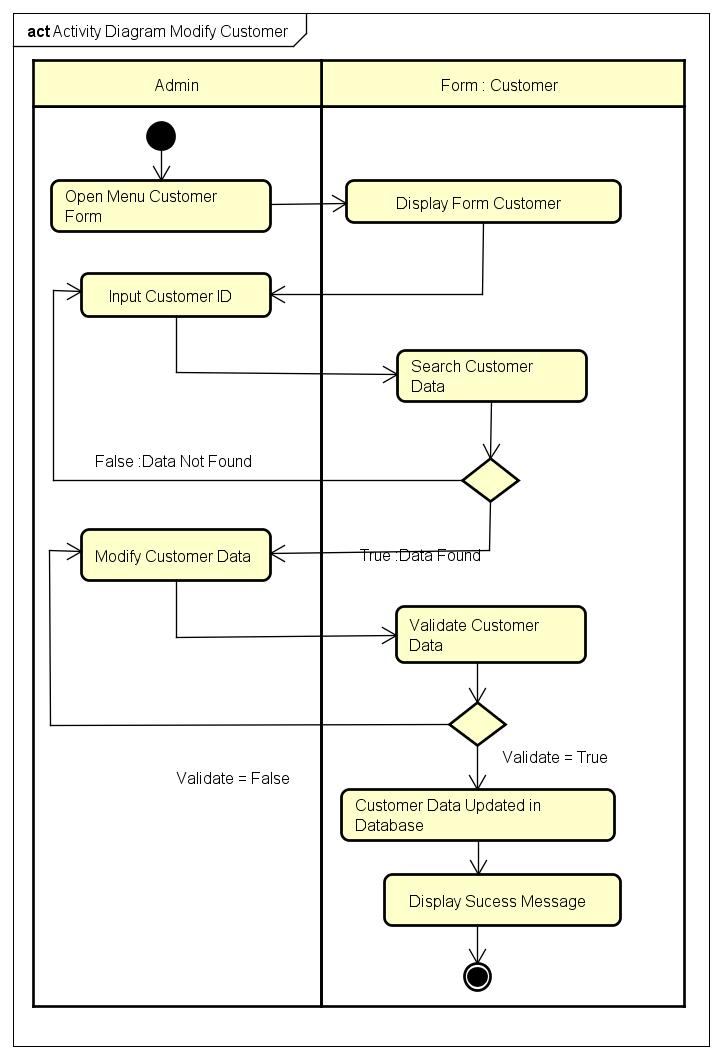 act Activity Diagram Modify Customer
Admin
Form : Customer
Open Menu Customer
Form
Display Form Customer
Input Customer ID
Search Customer
Data
False :Data Not Found
Modify Customer Data
True :Data Found
Validate Customer
Data
Validate = True
Validate = False
Customer Data Updated in
Database
Display Sucess Message